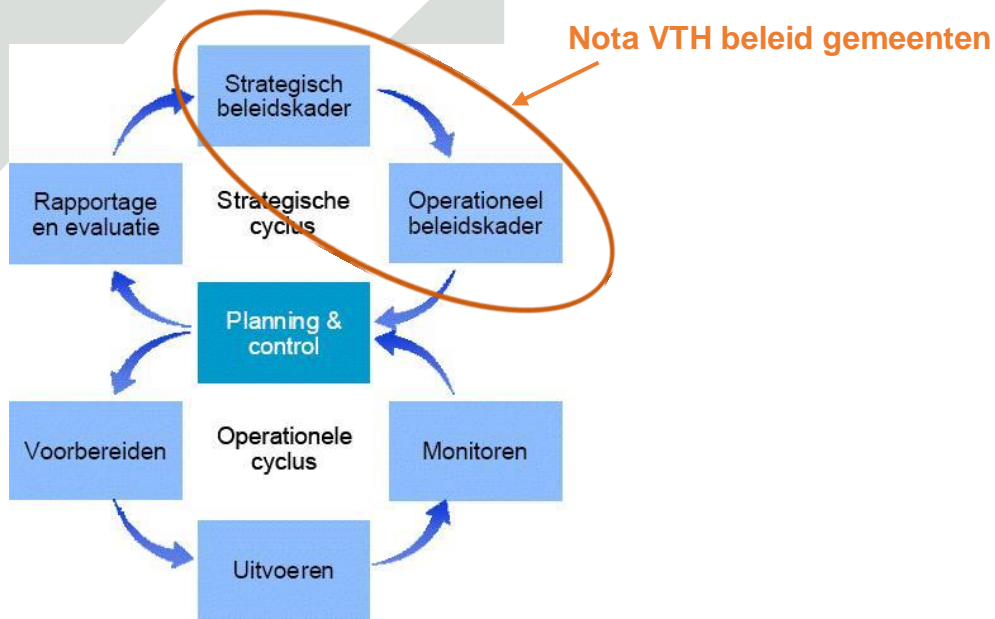 Nota VTH beleid gemeenten
Strategisch
beleidskader
Rapportage
en evaluatie
Strategische
cyclus
Operationeel
beleidskader
Planning &
control
Voorbereiden
Operationele
cyclus
Monitoren
Uitvoeren